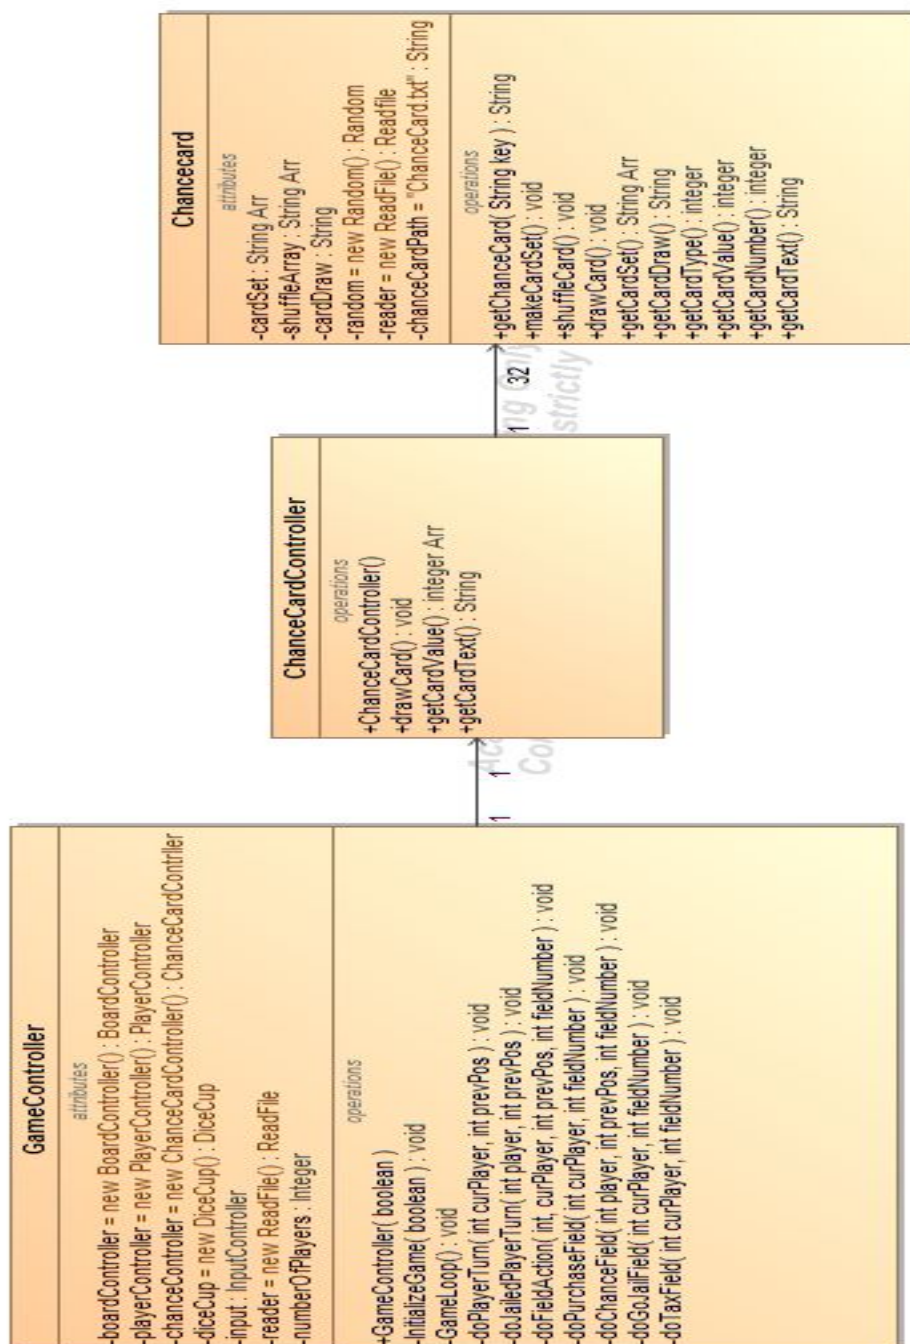 GameController
attributes
-boardController = new BoardController() : BoardController
-playerController = new PlayerController() : PlayerController
-chanceController = new ChanceCardController() : ChanceCardContrller
-diceCup = new DiceCup() : DiceCup
-input : InputController
-reader = new ReadFile() : ReadFile
-numberOfPlayers : Integer
operations
+GameController( boolean )
-InitializeGame( boolean ) : void
-GameLoop() : void
-doPlayerTurn( int curPlayer, int prevPos ) : void
-doJailedPlayerTurn( int player, int prevPos ) : void
-doFieldAction( int, curPlayer, int prevPos, int fieldNumber ) : void
-doPurchaseField( int curPlayer, int fieldNumber ) : void
-doChanceField( int player, int prevPos, int fieldNumber ) : void
-doGoJailField( int curPlayer, int fieldNumber ) : void
-doTaxField( int curPlayer, int fieldNumber ) : void
1
1
ChanceCardController
operations
+ChanceCardController()
+drawCard() : void
+getCardValue() : integer Arr
+getCardText() : String
1
32
strictly
Chancecard
attributes
-cardSet : String Arr
-shuffleArray : String Arr
-cardDraw : String
-random = new Random() : Random
-reader = new ReadFile() : Readfile
-chanceCardPath = "ChanceCard.txt" : String
operations
+getChanceCard( String key ) : String
+makeCardSet() : void
+shuffleCard() : void
+drawCard() : void
+getCardSet() : String Arr
+getCardDraw() : String
+getCardType() : integer
+getCardValue() : integer
+getCardNumber() : integer
+getCardText() : String